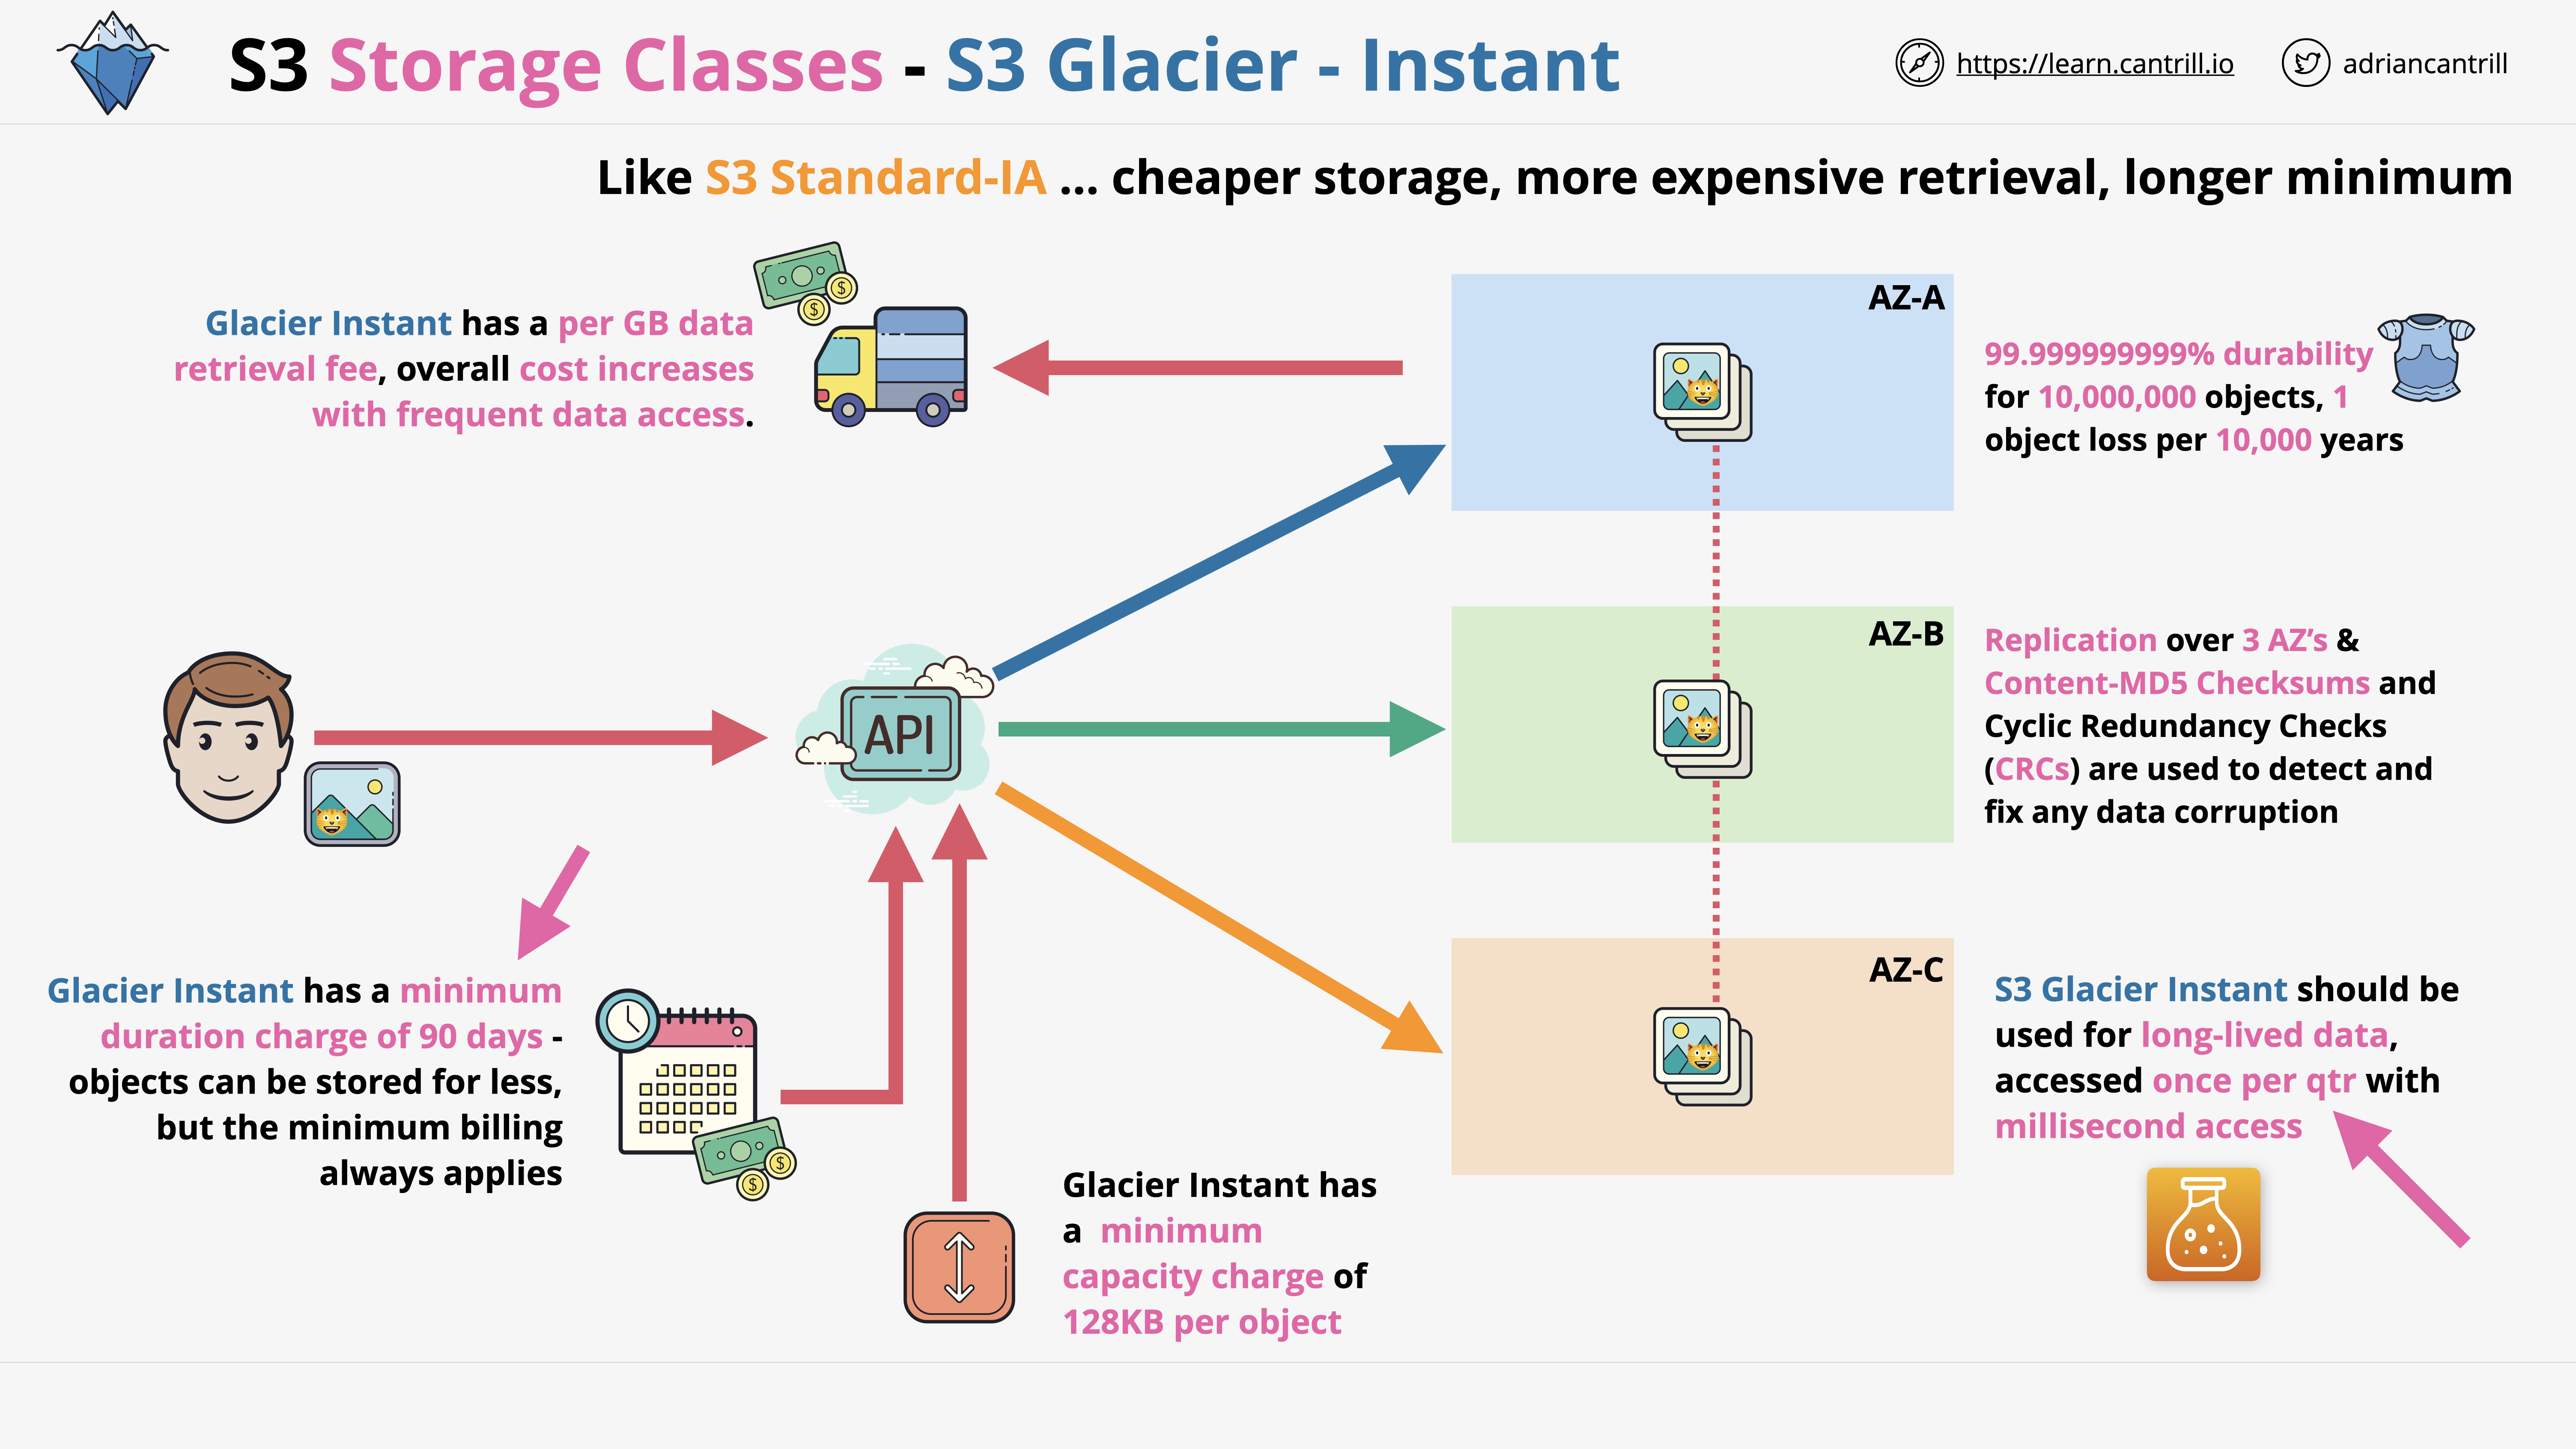 S3 Storage Classes - S3 Glacier - Instant
https://learn.cantrill.io
adriancantrill
Like S3 Standard-IA ... cheaper storage, more expensive retrieval, longer minimum
Glacier Instant has a per GB data
retrieval fee, overall cost increases
with frequent data access.
$
$
AZ-A
99.999999999% durability
for 10,000,000 objects, 1
object loss per 10,000 years
API
AZ-B
Replication over 3 AZ’s &
Content-MD5 Checksums and
Cyclic Redundancy Checks
(CRCs) are used to detect and
fix any data corruption
Glacier Instant has a minimum
duration charge of 90 days -
objects can be stored for less,
but the minimum billing
always applies
$
$
Glacier Instant has
a minimum
capacity charge of
128KB per object
AZ-C
S3 Glacier Instant should be
used for long-lived data,
accessed once per qtr with
millisecond access